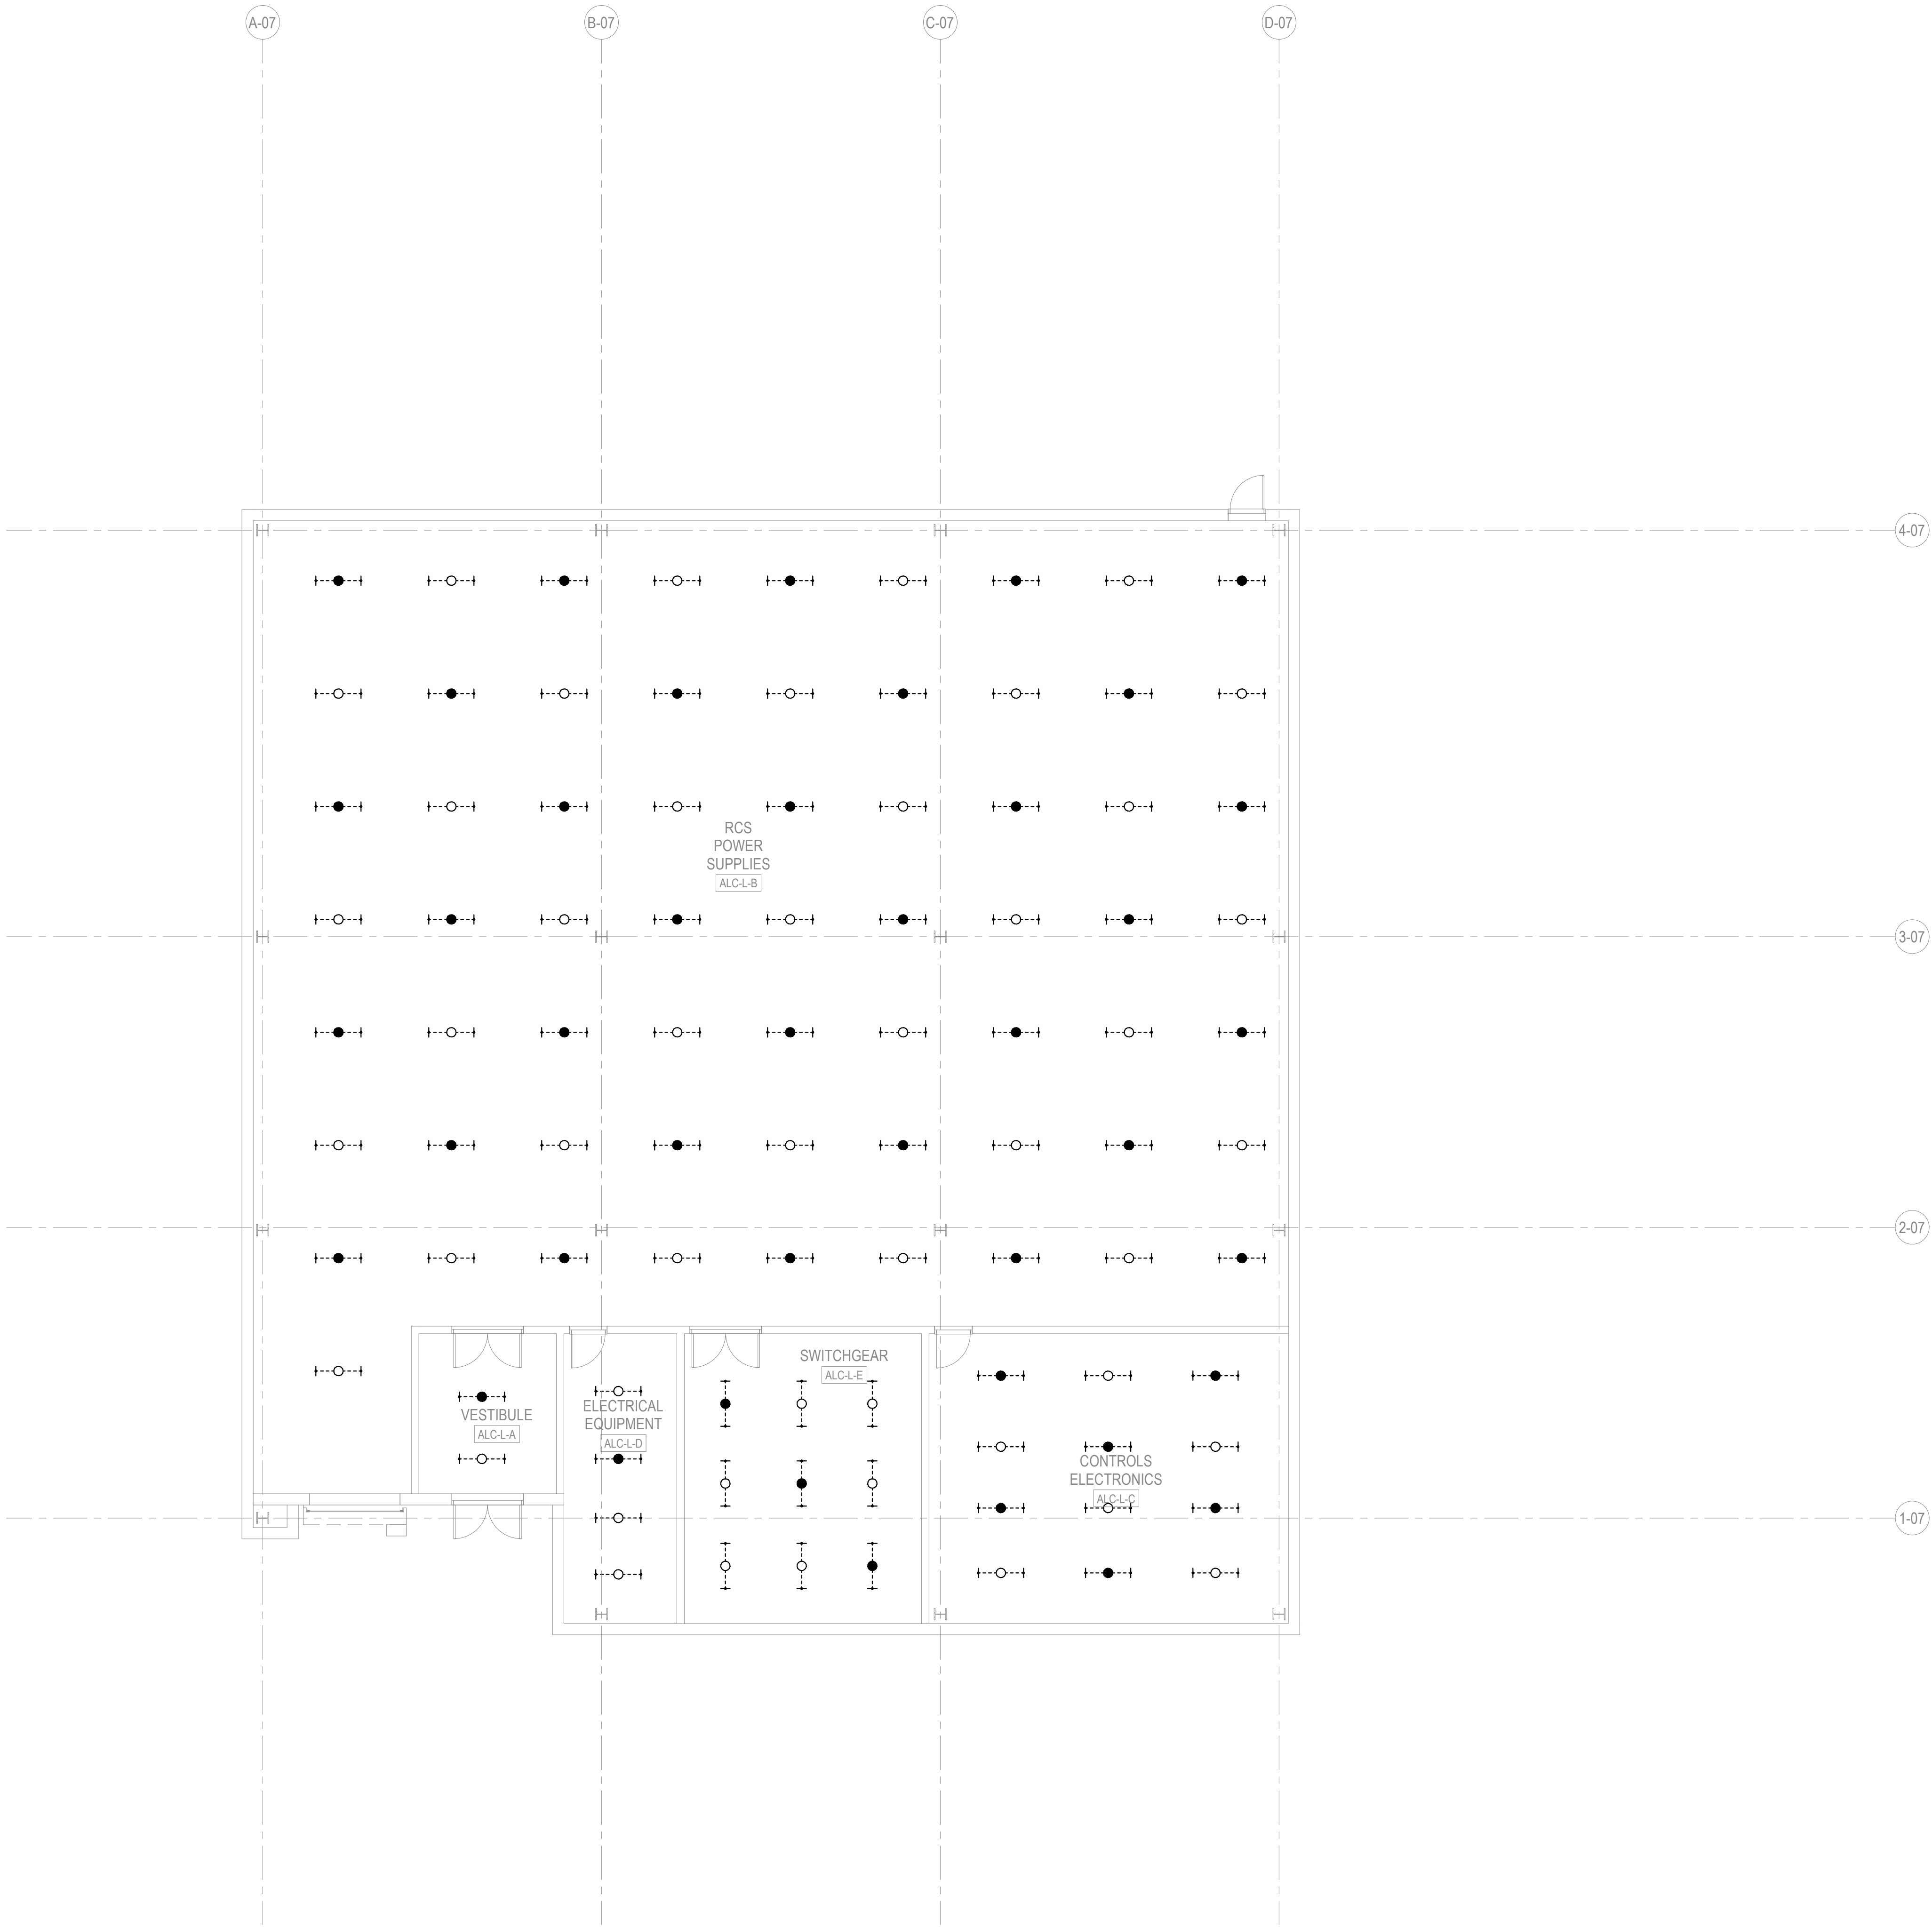 A-07
B-07
C-07
D-07
4-07
RCS
POWER
SUPPLIES
ALC-L-B
3-07
2-07
SWITCHGEAR
ALC-L-E
VESTIBULE
ALC-L-A
ELECTRICAL
EQUIPMENT
ALC-L-D
CONTROLS
ELECTRONICS
ALC-L-C
1-07